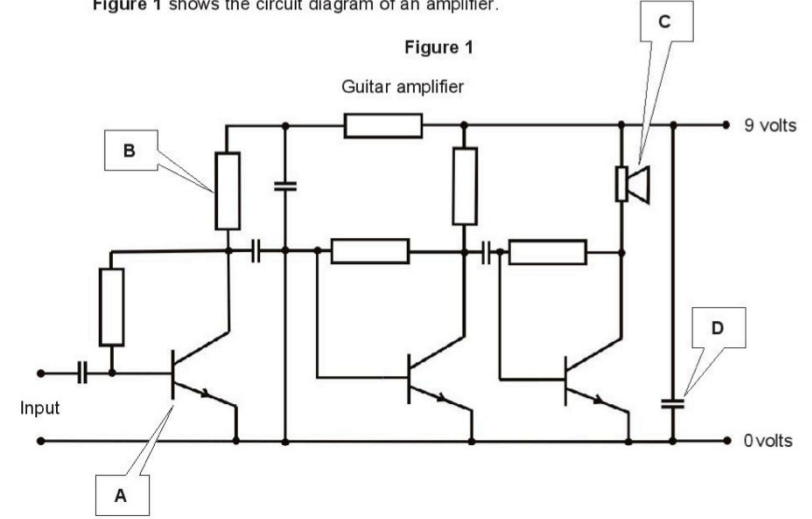 Figure 1 shows the circuit diagram of an amplifier.
Figure 1
Guitar amplifier
C
9 volts
B
D
Input
0 volts
A